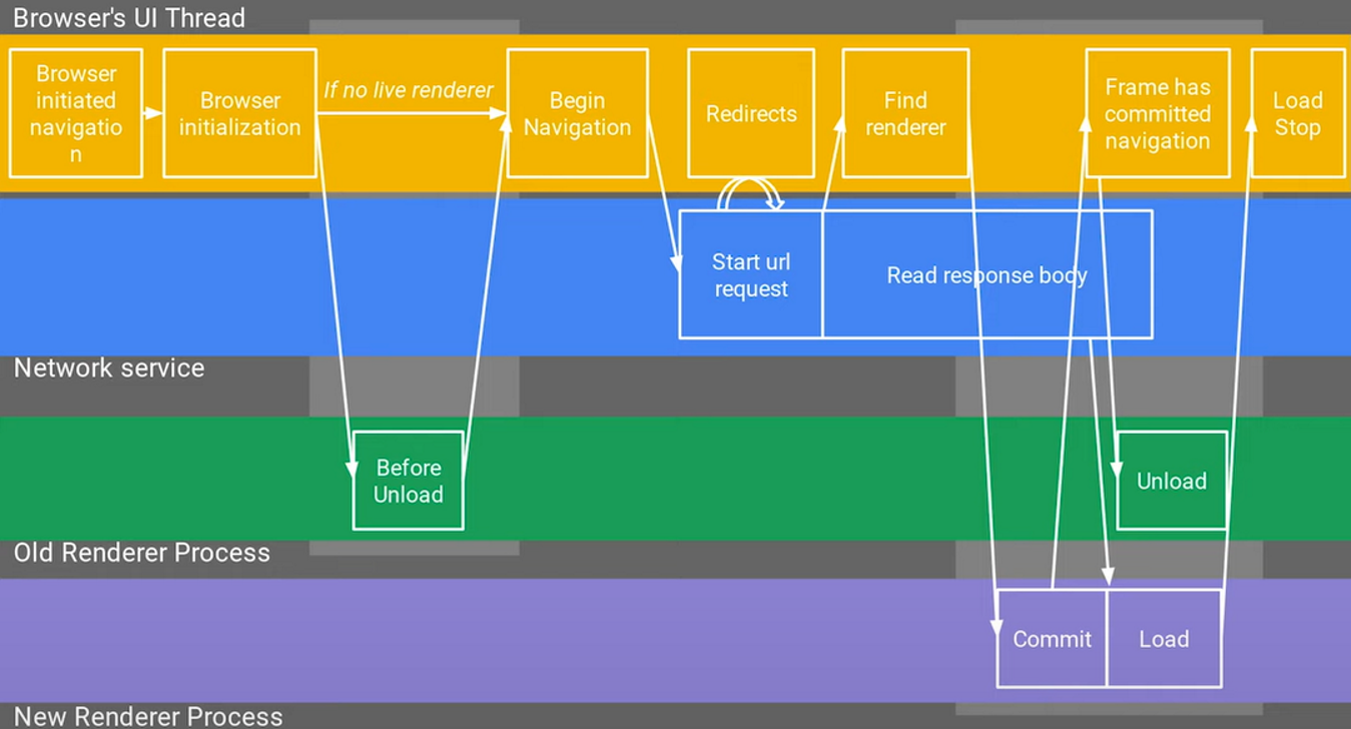 Browser's UI Thread
Browser
initiated
navigatio
n
Browser
initialization
If no live renderer
Begin
Navigation
Redirects
Find
renderer
Frame has
committed
navigation
Load
Stop
Start url
request
Read response body
Network service
Before
Unload
Unload
Old Renderer Process
Commit
Load
New Renderer Process